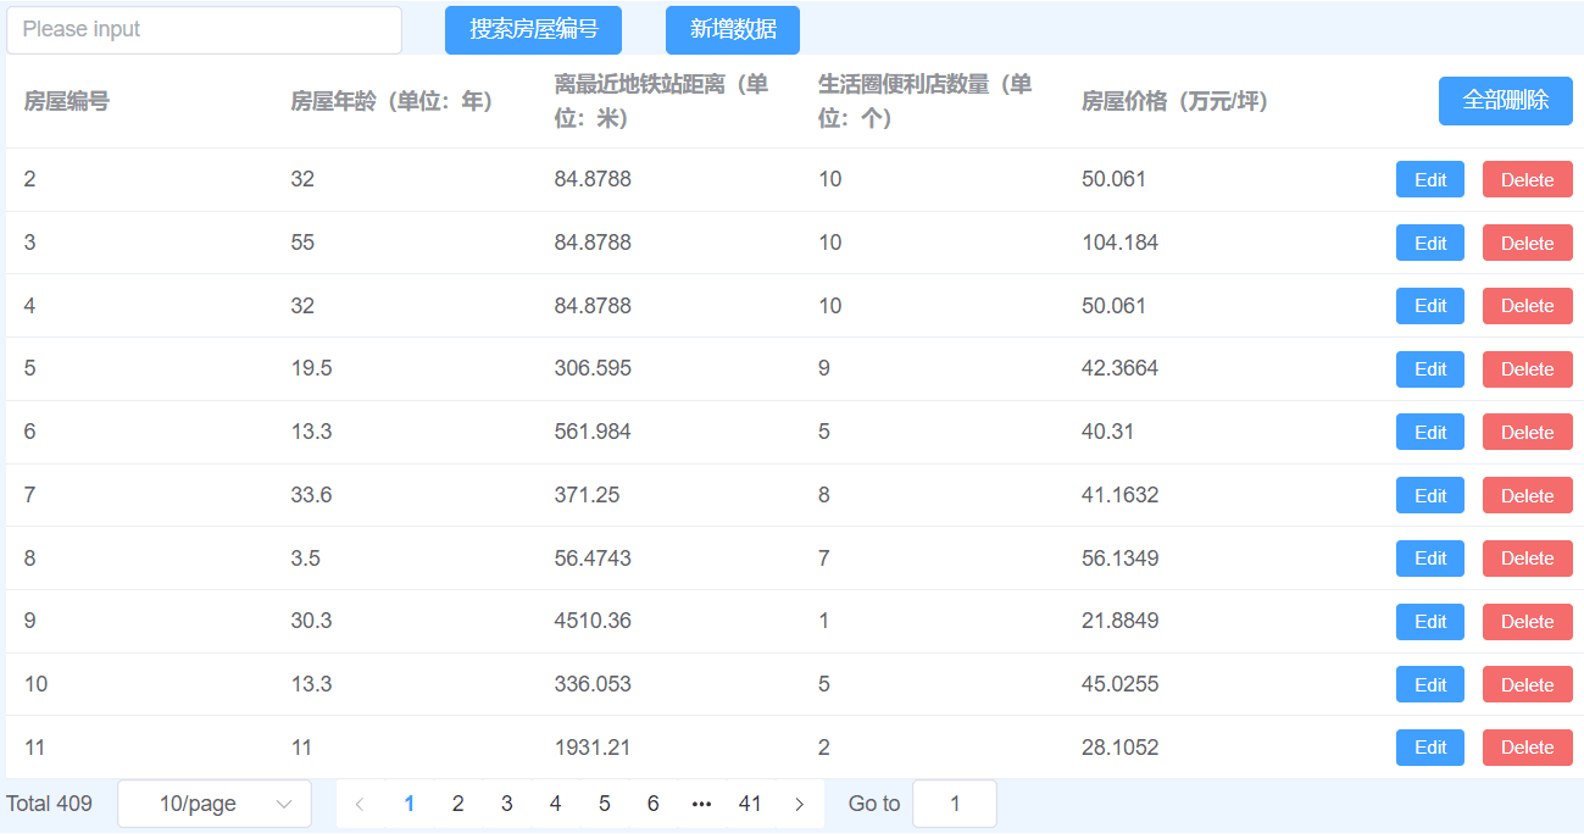 Please input 搜索房屋编号 新增数据
房屋编号 房屋年龄（单位：年） 离最近地铁站距离（单位：米） 生活圈便利店数量（单位：个） 房屋价格（万元/坪） 全部删除
2 32 84.8788 10 50.061 Edit Delete
3 55 84.8788 10 104.184 Edit Delete
4 32 84.8788 10 50.061 Edit Delete
5 19.5 306.595 9 42.3664 Edit Delete
6 13.3 561.984 5 40.31 Edit Delete
7 33.6 371.25 8 41.1632 Edit Delete
8 3.5 56.4743 7 56.1349 Edit Delete
9 30.3 4510.36 1 21.8849 Edit Delete
10 13.3 336.053 5 45.0255 Edit Delete
11 11 1931.21 2 28.1052 Edit Delete
Total 409 10/page < 1 2 3 4 5 6 ••• 41 > Go to 1